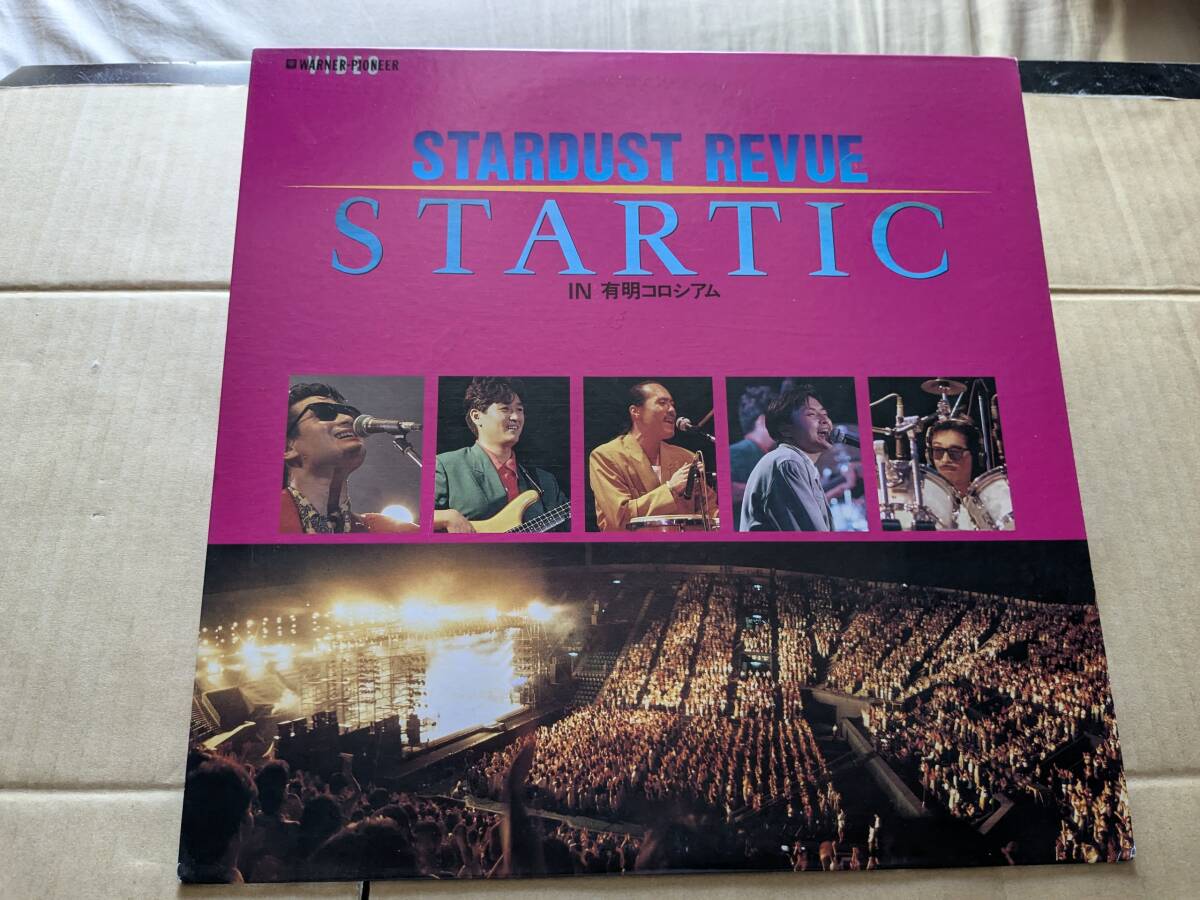 WARNER-PIONEER
VIDEO
STARDUST REVUE
STARTIC
IN 有明コロシアム